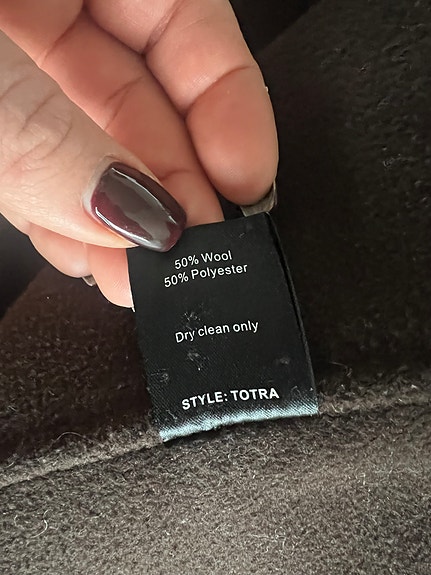 50% Wool
50% Polyester
Dry clean only
STYLE: TOTRA